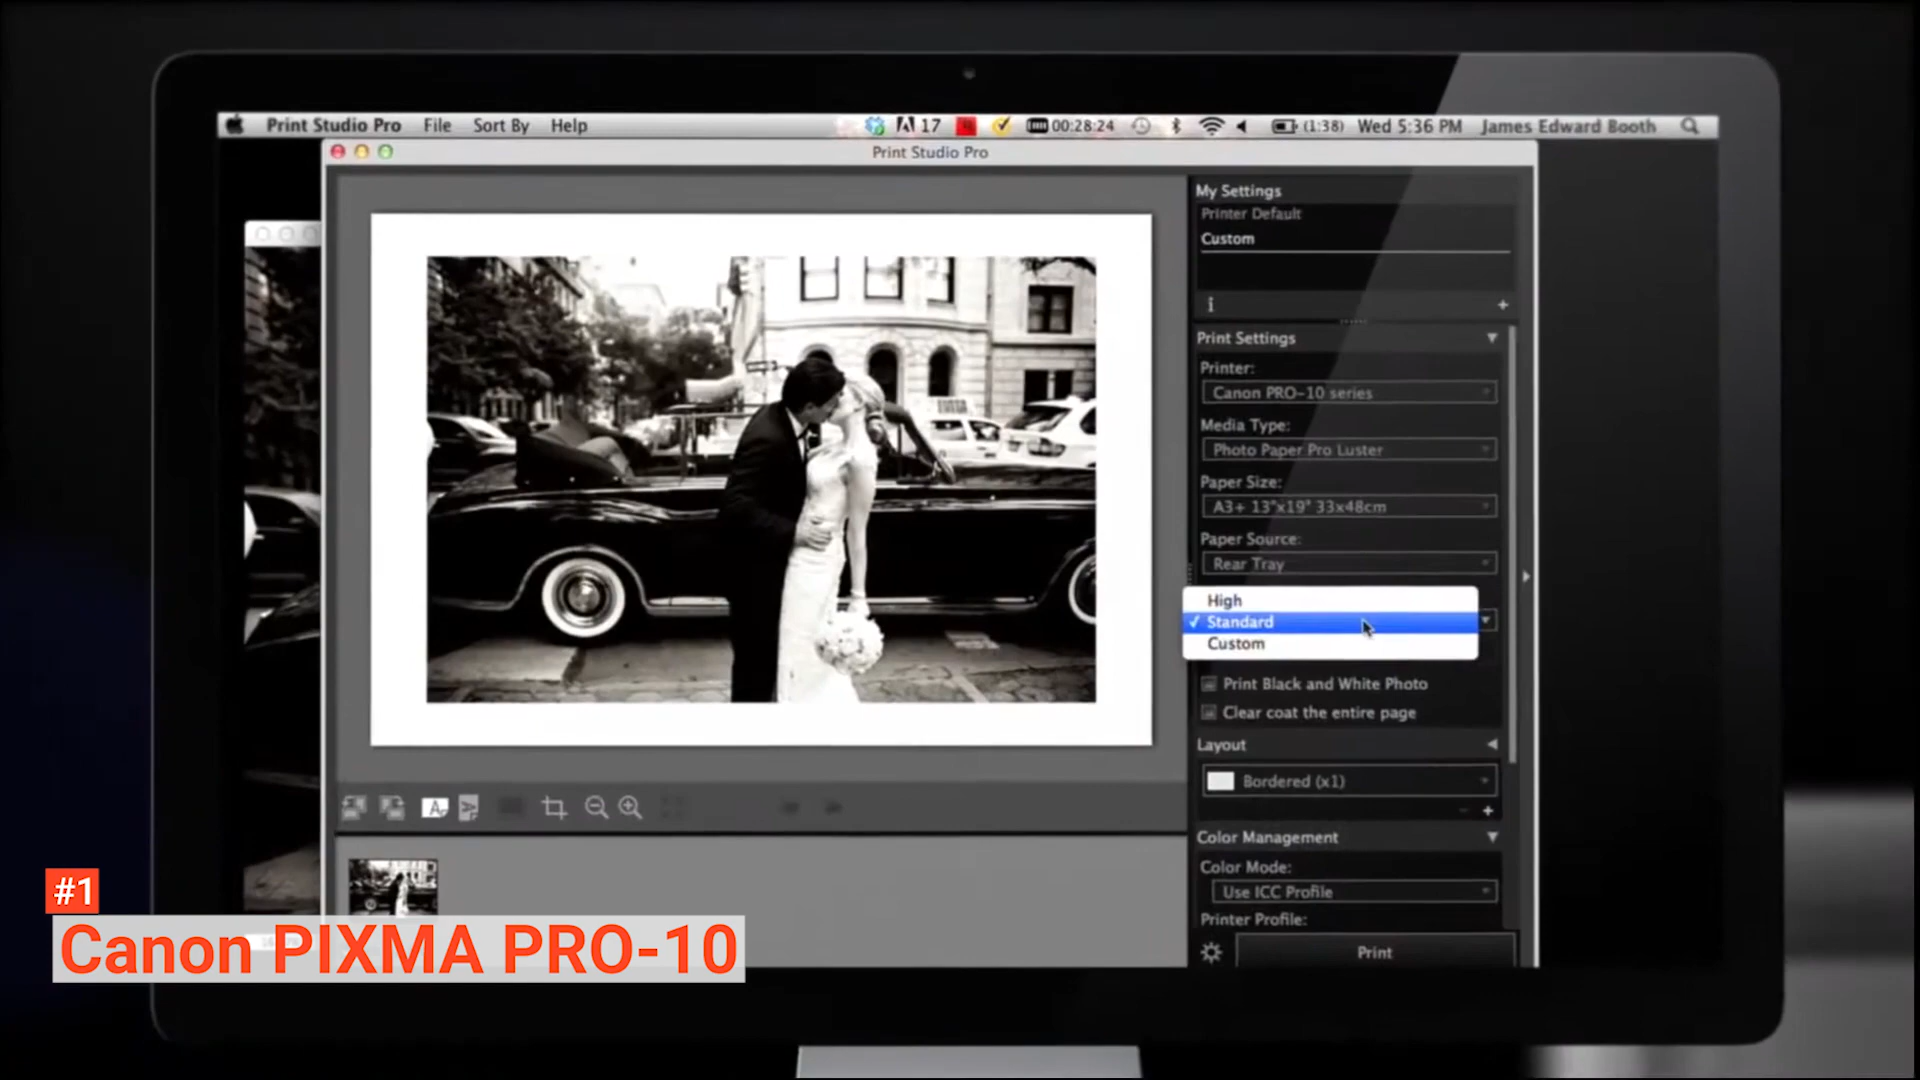 Print Studio Pro File Sort By Help 17 00:28:24 (1:38) Wed 5:36 PM James Edward Booth
Print Studio Pro
My Settings
Printer Default
Custom
i +
Print Settings
Printer:
Canon PRO-10 series
Media Type:
Photo Paper Pro Luster
Paper Size:
A3+ 13"x19" 33x48cm
Paper Source:
Rear Tray
High
✓ Standard
Custom
Print Black and White Photo
Clear coat the entire page
Layout
Bordered (x1)
- +
Color Management
Color Mode:
Use ICC Profile
Printer Profile:
Print
#1
Canon PIXMA PRO-10